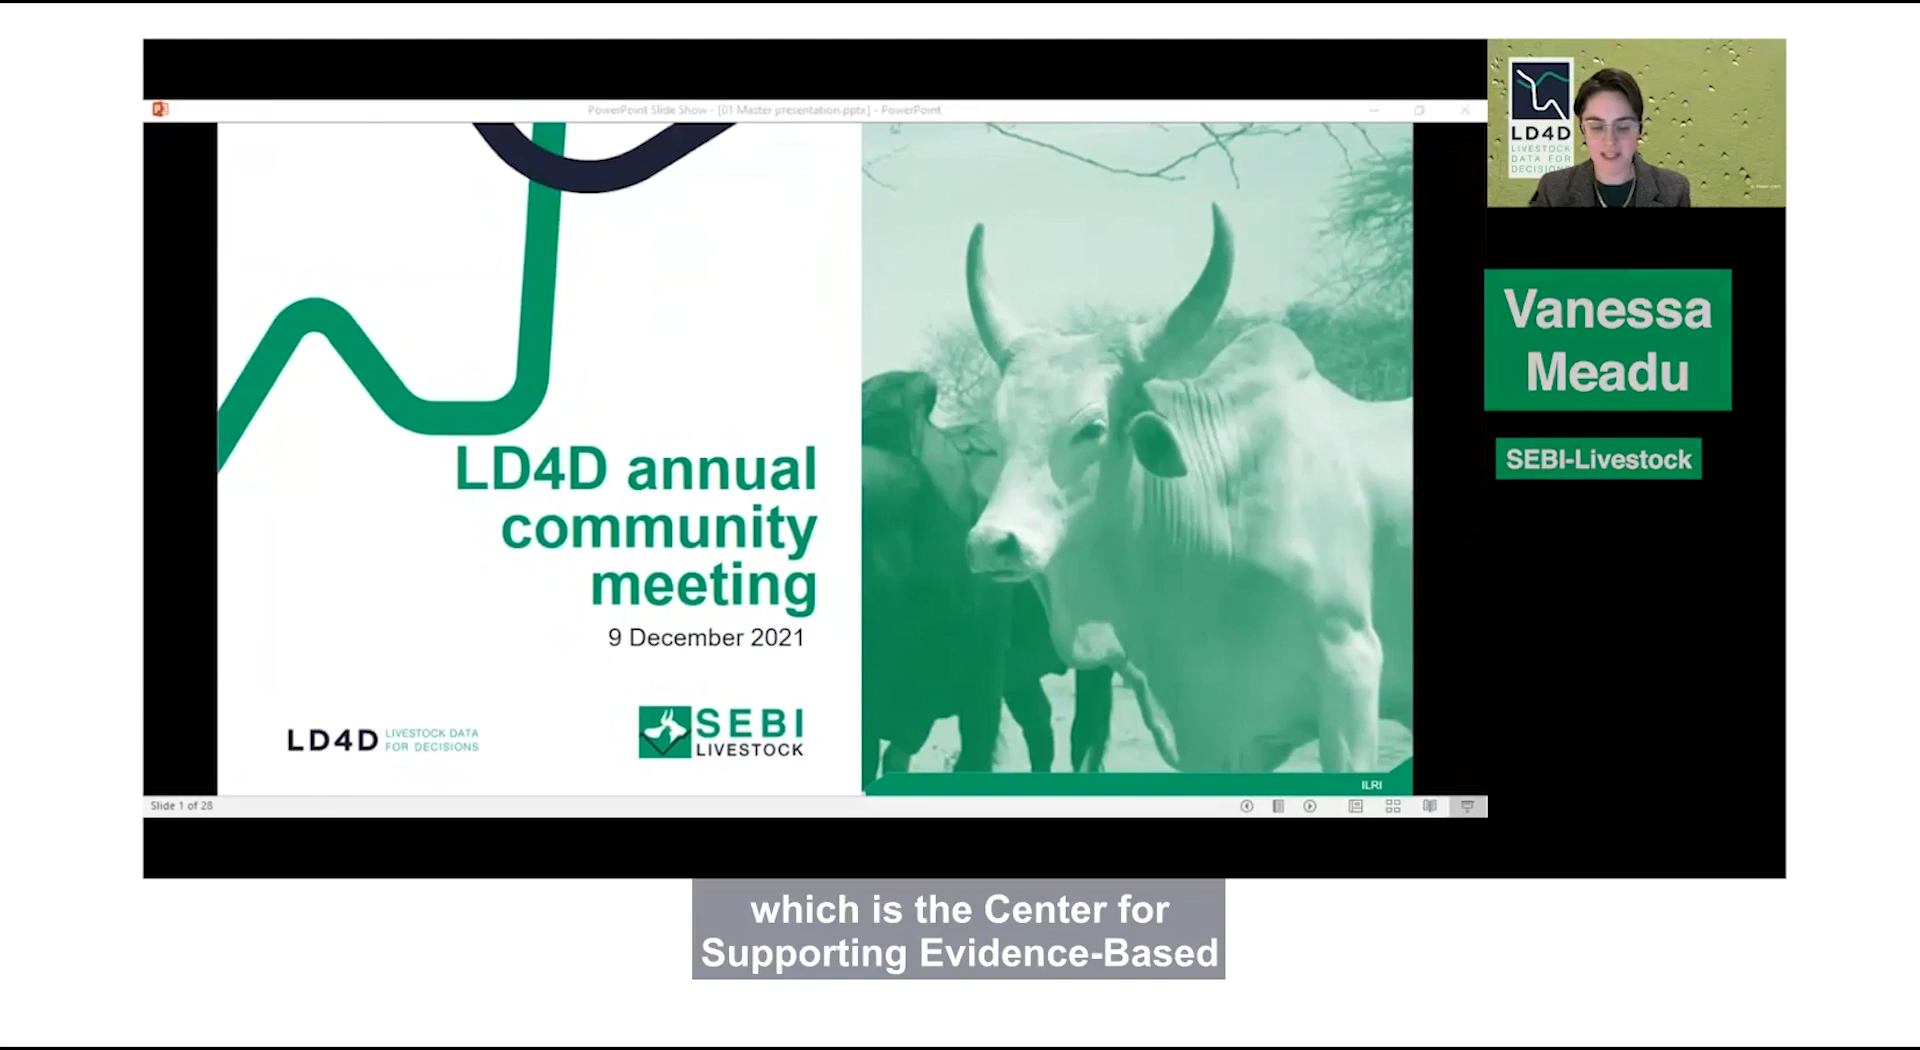 PowerPoint Slide Show - [01 Master presentation.pptx] - PowerPoint
LD4D
LIVESTOCK
DATA FOR
DECISIONS
Vanessa
Meadu
SEBI-Livestock
LD4D annual
community
meeting
9 December 2021
LD4D LIVESTOCK DATA
FOR DECISIONS
SEBI
LIVESTOCK
ILRI
Slide 1 of 28
which is the Center for
Supporting Evidence-Based